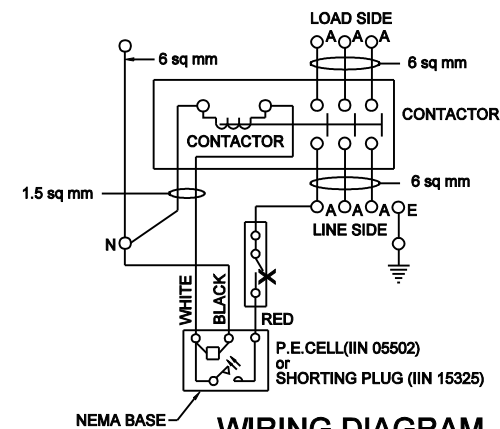 LOAD SIDE
A A A
6 sq mm
6 sq mm
CONTACTOR
CONTACTOR
1.5 sq mm
6 sq mm
A A A E
LINE SIDE
N
WHITE
BLACK
X
RED
P.E.CELL(IIN 05502)
or
SHORTING PLUG (IIN 15325)
NEMA BASE
WIRING DIAGRAM